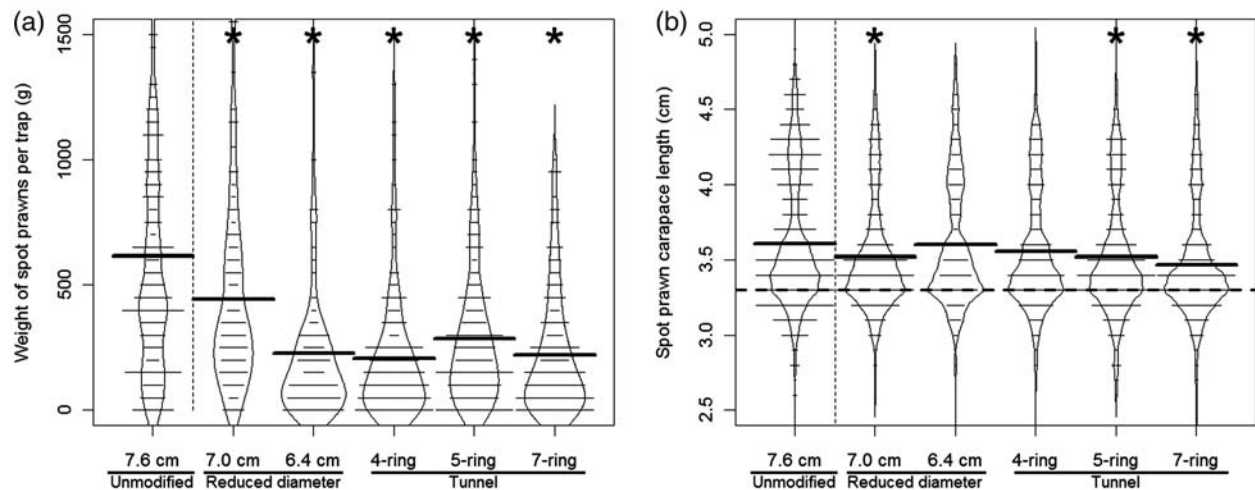 (a)
Weight of spot prawns per trap (g)
1500
1000
500
0
* * * * *
7.6 cm 7.0 cm 6.4 cm 4-ring 5-ring 7-ring
Unmodified Reduced diameter Tunnel
(b)
Spot prawn carapace length (cm)
5.0
4.5
4.0
3.5
3.0
2.5
* * *
7.6 cm 7.0 cm 6.4 cm 4-ring 5-ring 7-ring
Unmodified Reduced diameter Tunnel